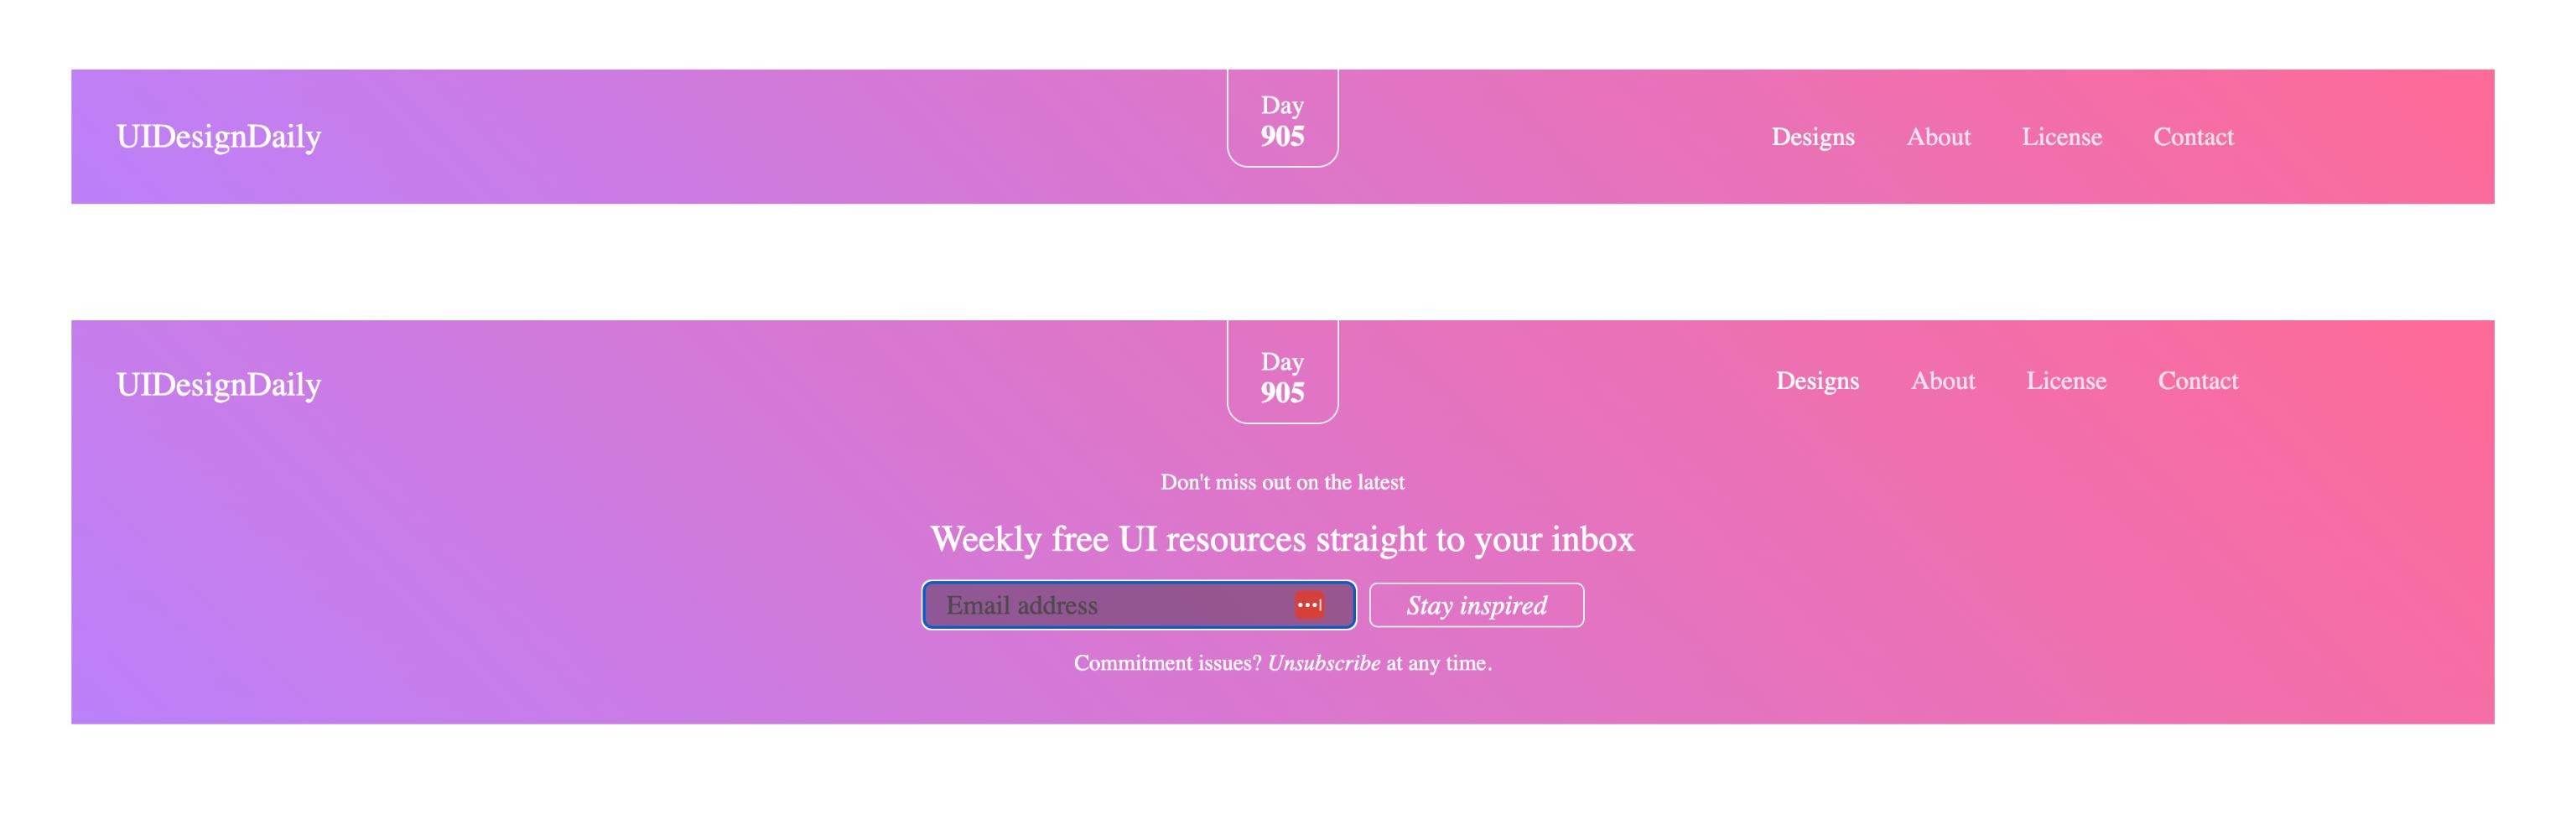 UIDesignDaily
Day
905
Designs About License Contact
UIDesignDaily
Day
905
Designs About License Contact
Don't miss out on the latest
Weekly free UI resources straight to your inbox
Email address
Stay inspired
Commitment issues? Unsubscribe at any time.